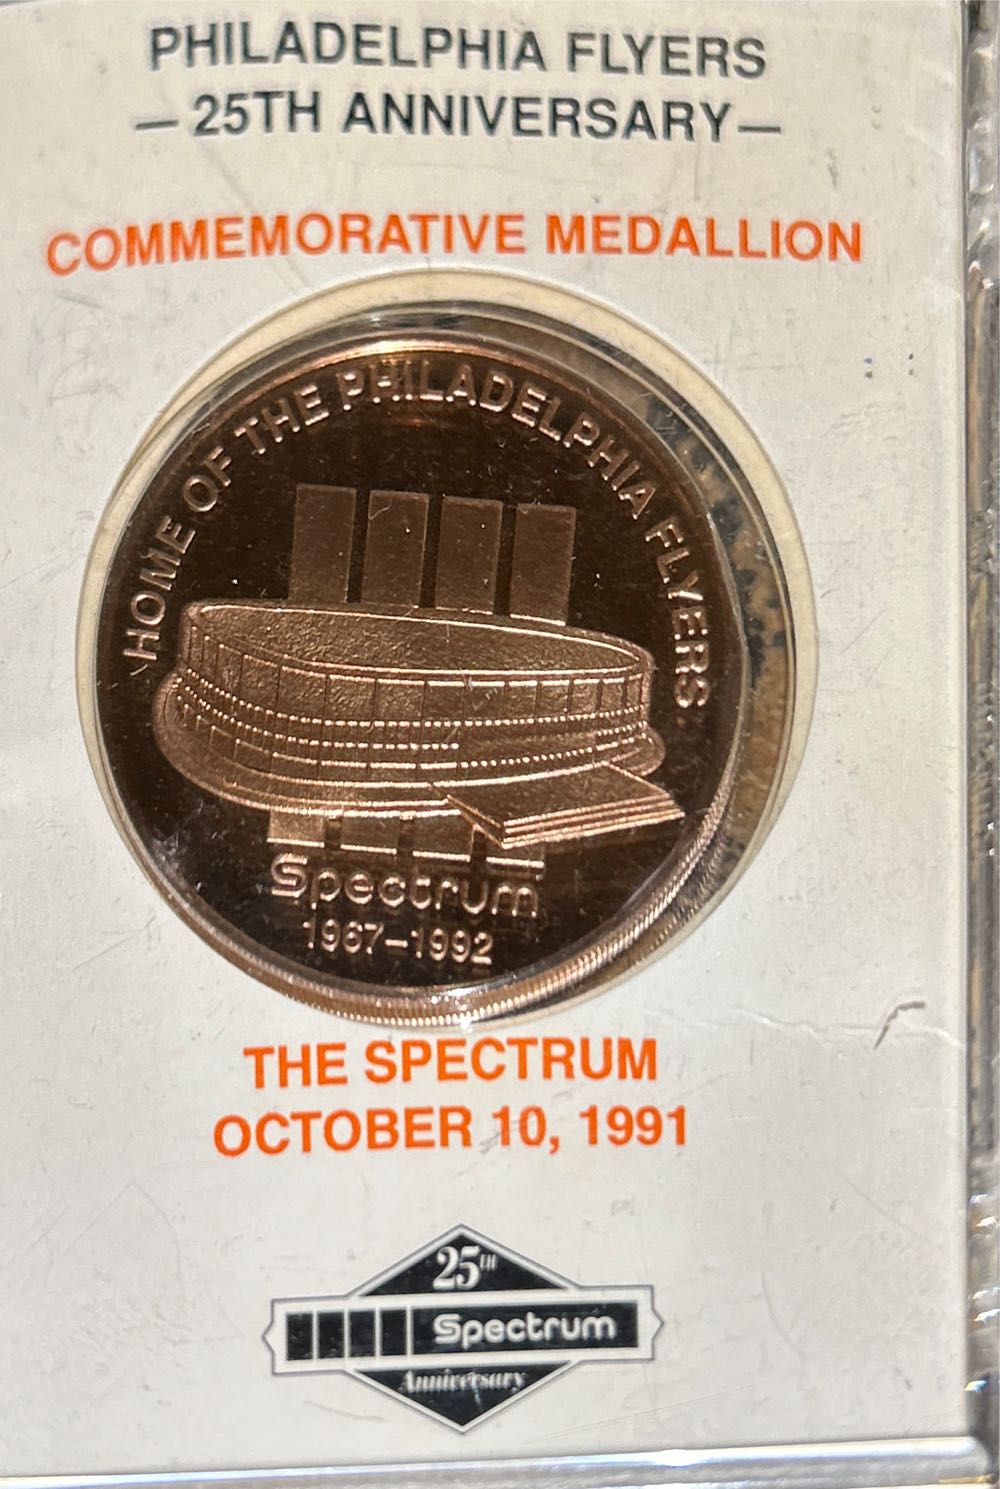 PHILADELPHIA FLYERS
—25TH ANNIVERSARY—
COMMEMORATIVE MEDALLION
HOME OF THE PHILADELPHIA FLYERS
Spectrum
1967–1992
THE SPECTRUM
OCTOBER 10, 1991
25TH
Spectrum
Anniversary